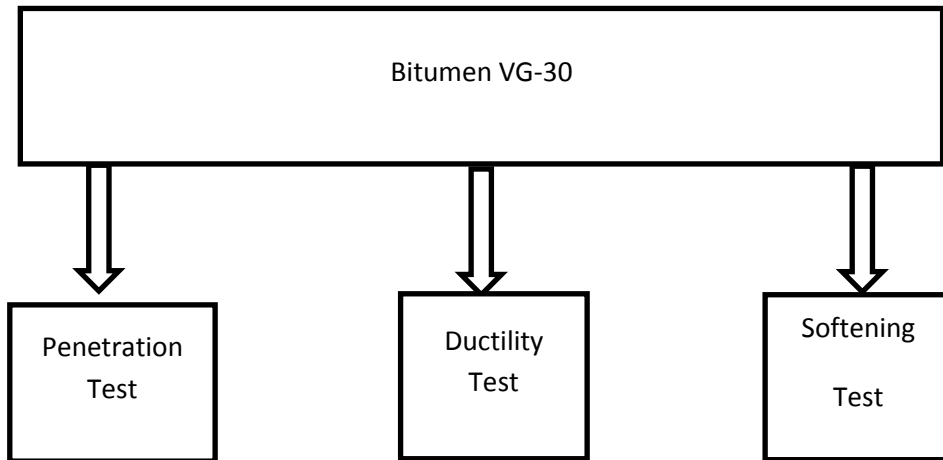 Bitumen VG-30
Penetration
Test
Ductility
Test
Softening
Test